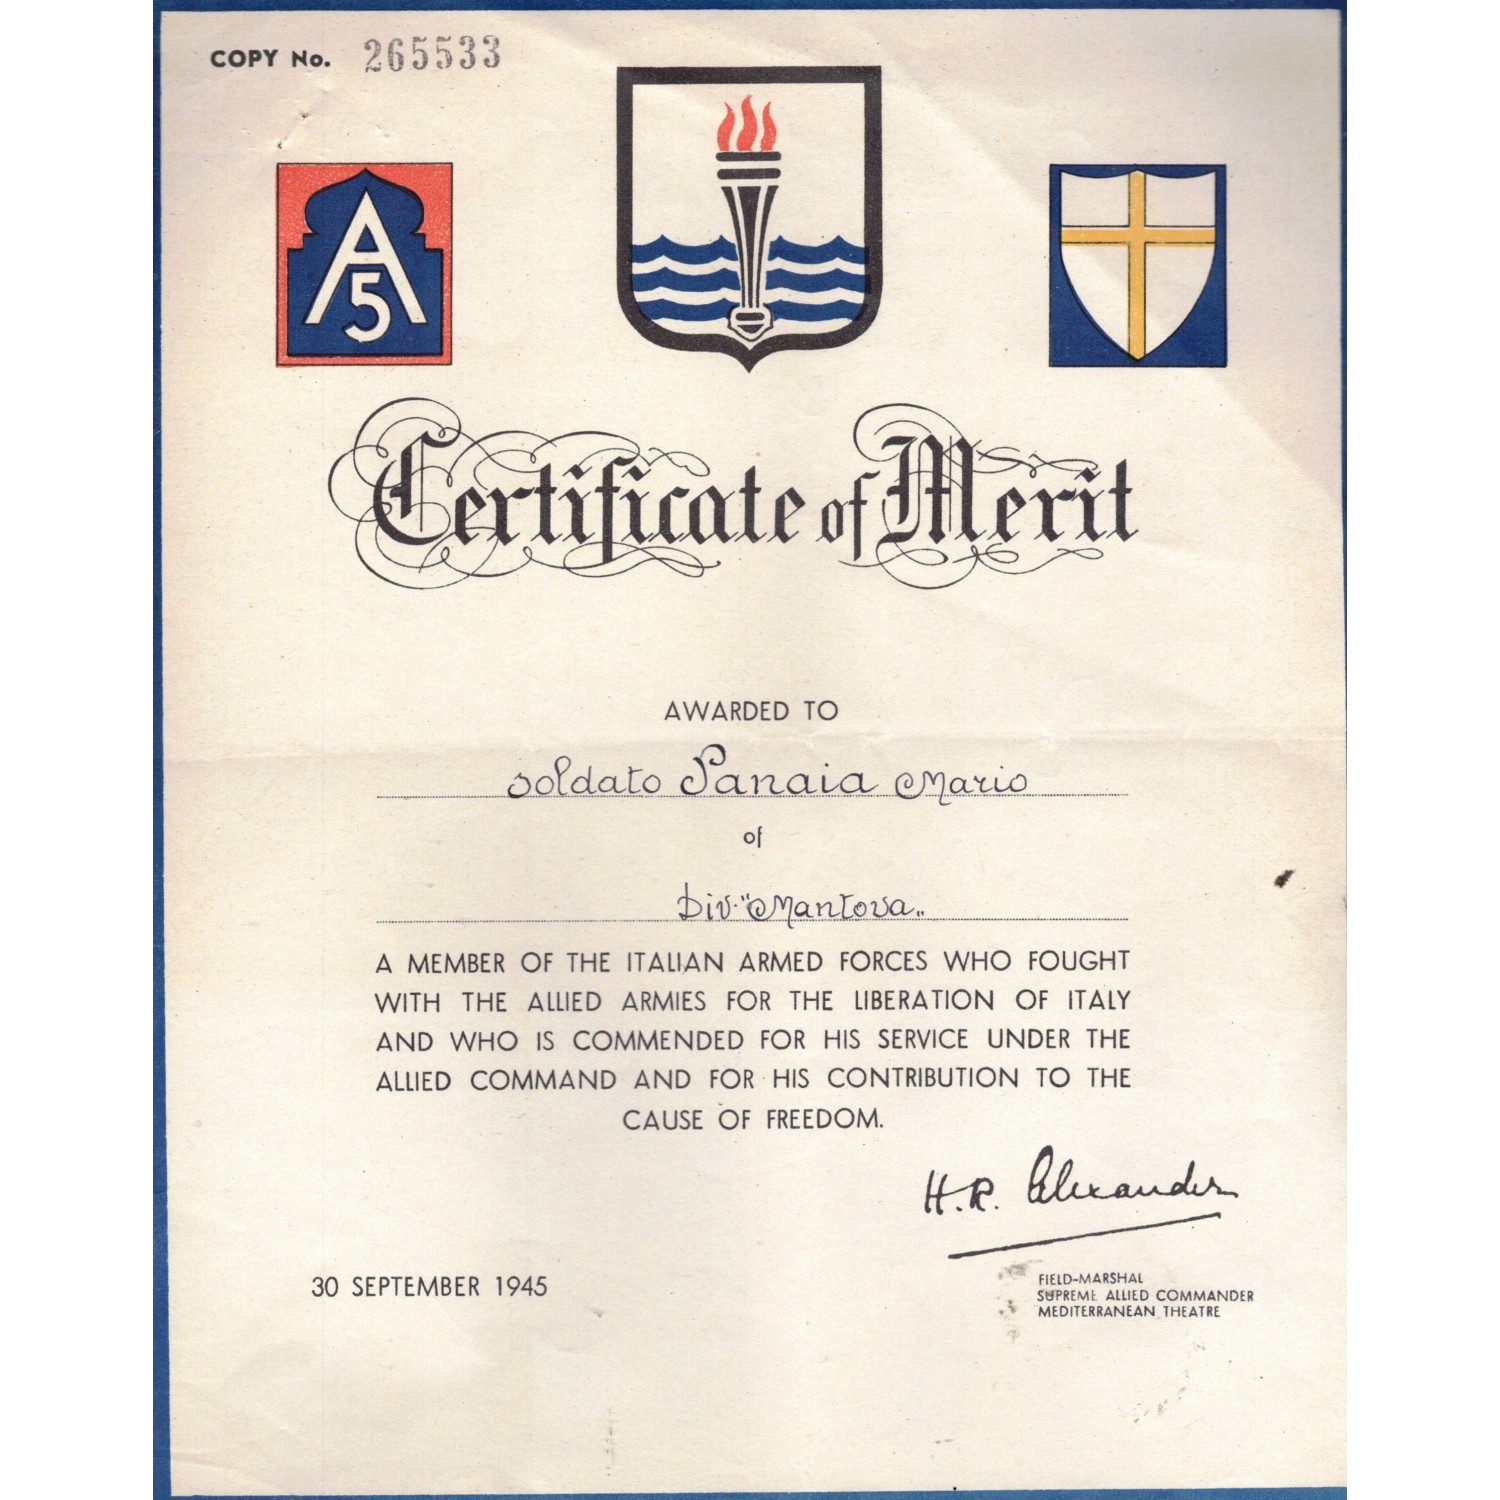 COPY No. 265533
A
5
Certificate of Merit
AWARDED TO
Soldato Panaia Mario
of
Div. "Mantova„
A MEMBER OF THE ITALIAN ARMED FORCES WHO FOUGHT
WITH THE ALLIED ARMIES FOR THE LIBERATION OF ITALY
AND WHO IS COMMENDED FOR HIS SERVICE UNDER THE
ALLIED COMMAND AND FOR HIS CONTRIBUTION TO THE
CAUSE OF FREEDOM.
H.R. Alexander
30 SEPTEMBER 1945
FIELD-MARSHAL
SUPREME ALLIED COMMANDER
MEDITERRANEAN THEATRE